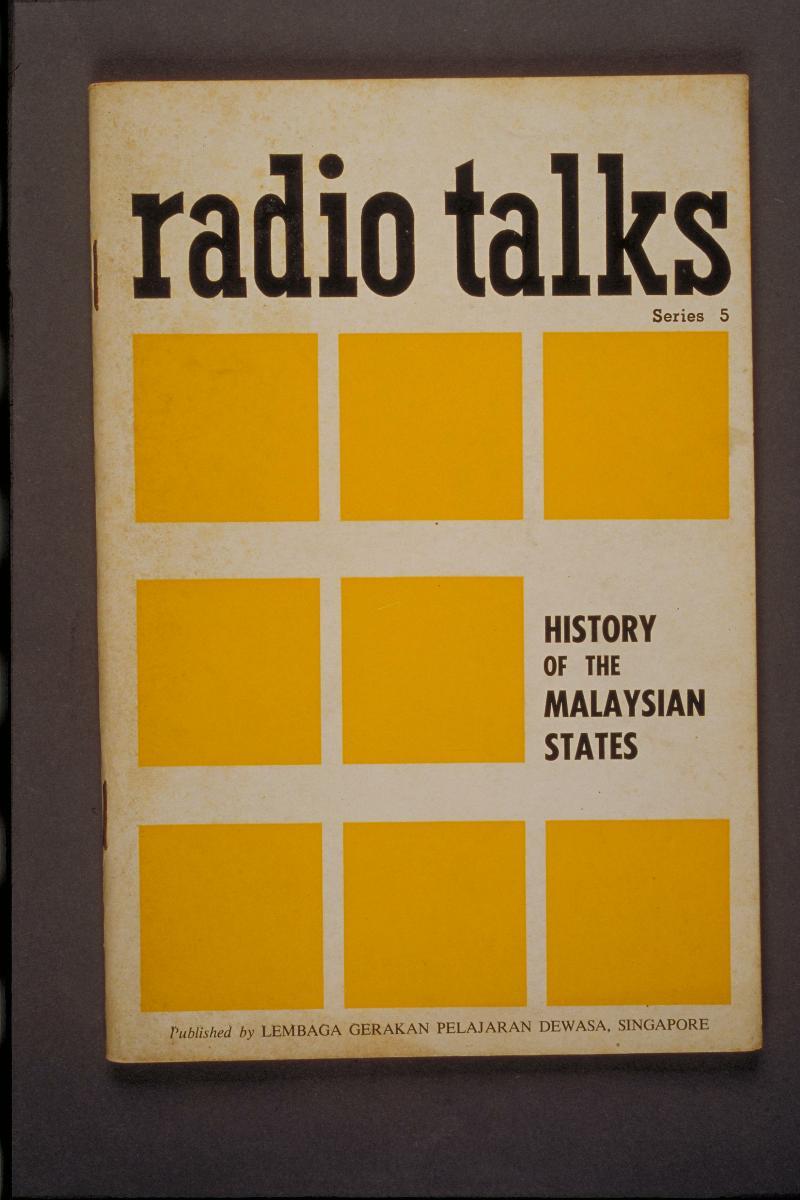 radio talks
Series 5
HISTORY
OF THE
MALAYSIAN
STATES
Published by LEMBAGA GERAKAN PELAJARAN DEWASA, SINGAPORE